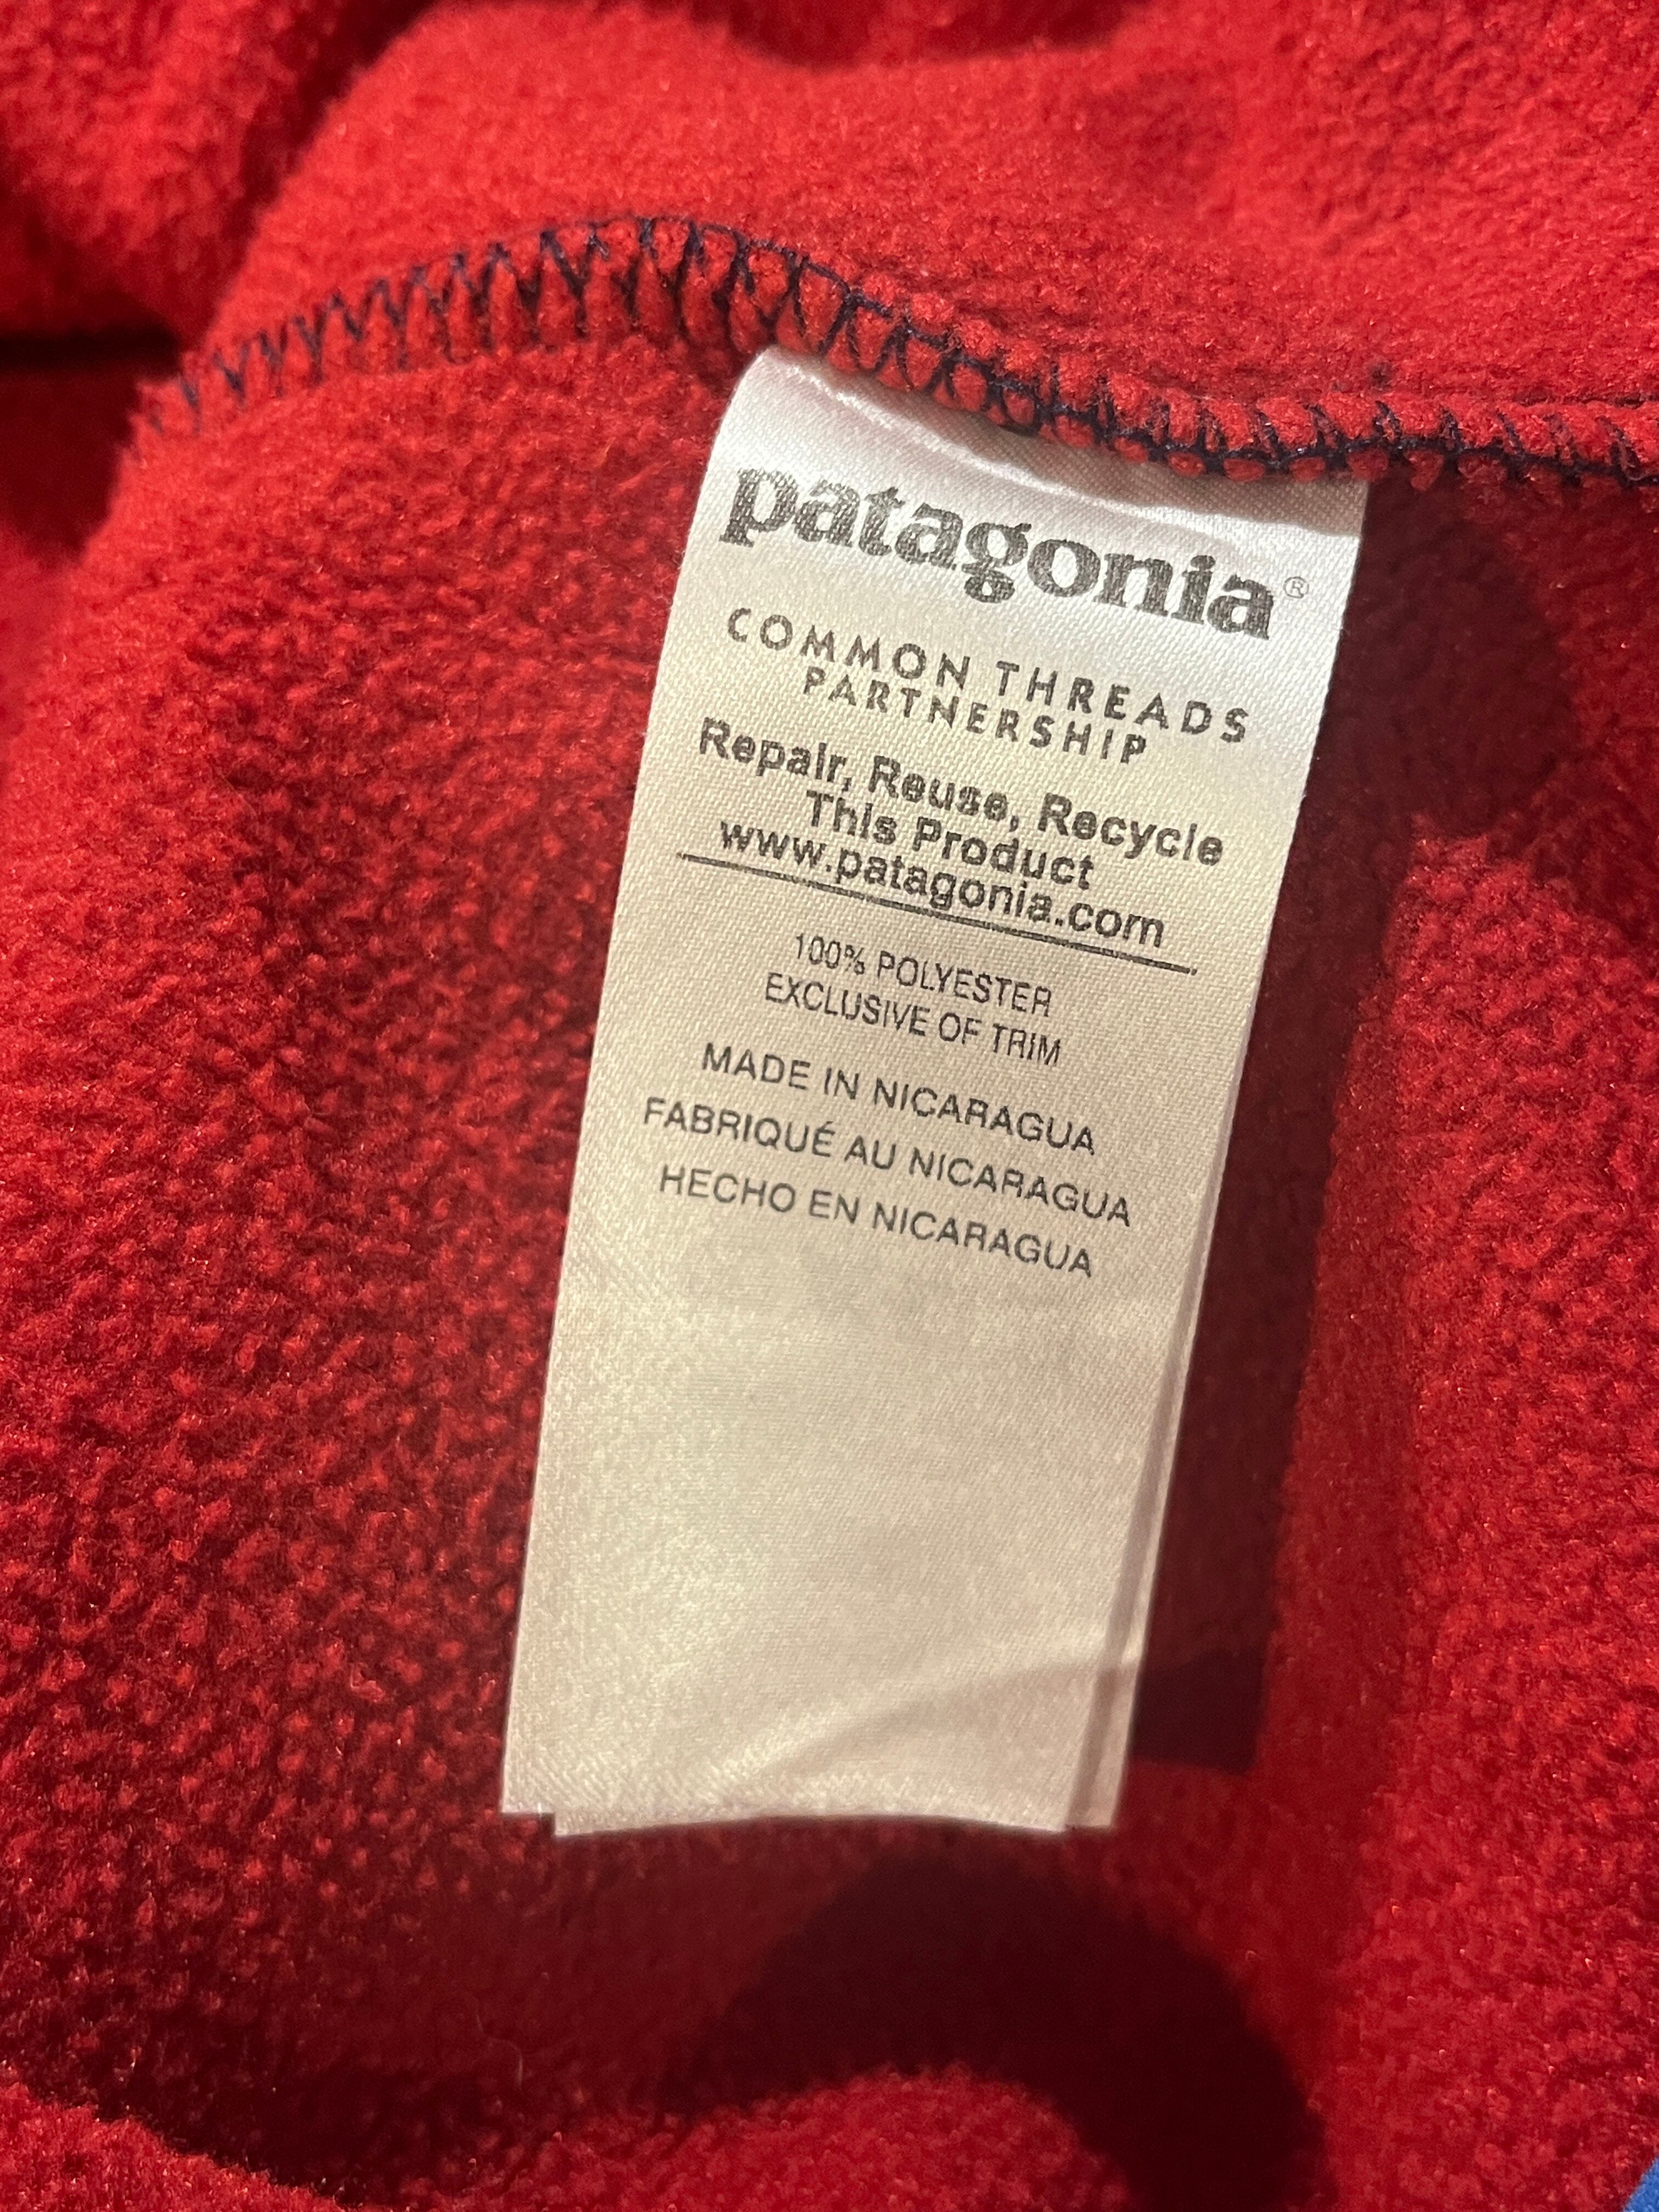 patagonia®
COMMON THREADS
PARTNERSHIP
Repair, Reuse, Recycle
This Product
www.patagonia.com
100% POLYESTER
EXCLUSIVE OF TRIM
MADE IN NICARAGUA
FABRIQUÉ AU NICARAGUA
HECHO EN NICARAGUA